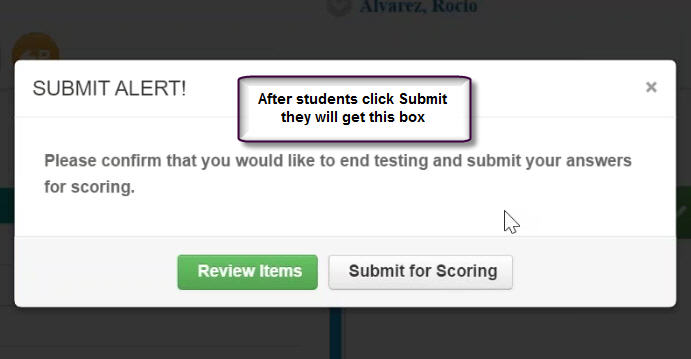 Alvarez, Rocio
SUBMIT ALERT!
×
After students click Submit
they will get this box
Please confirm that you would like to end testing and submit your answers
for scoring.
Review Items
Submit for Scoring